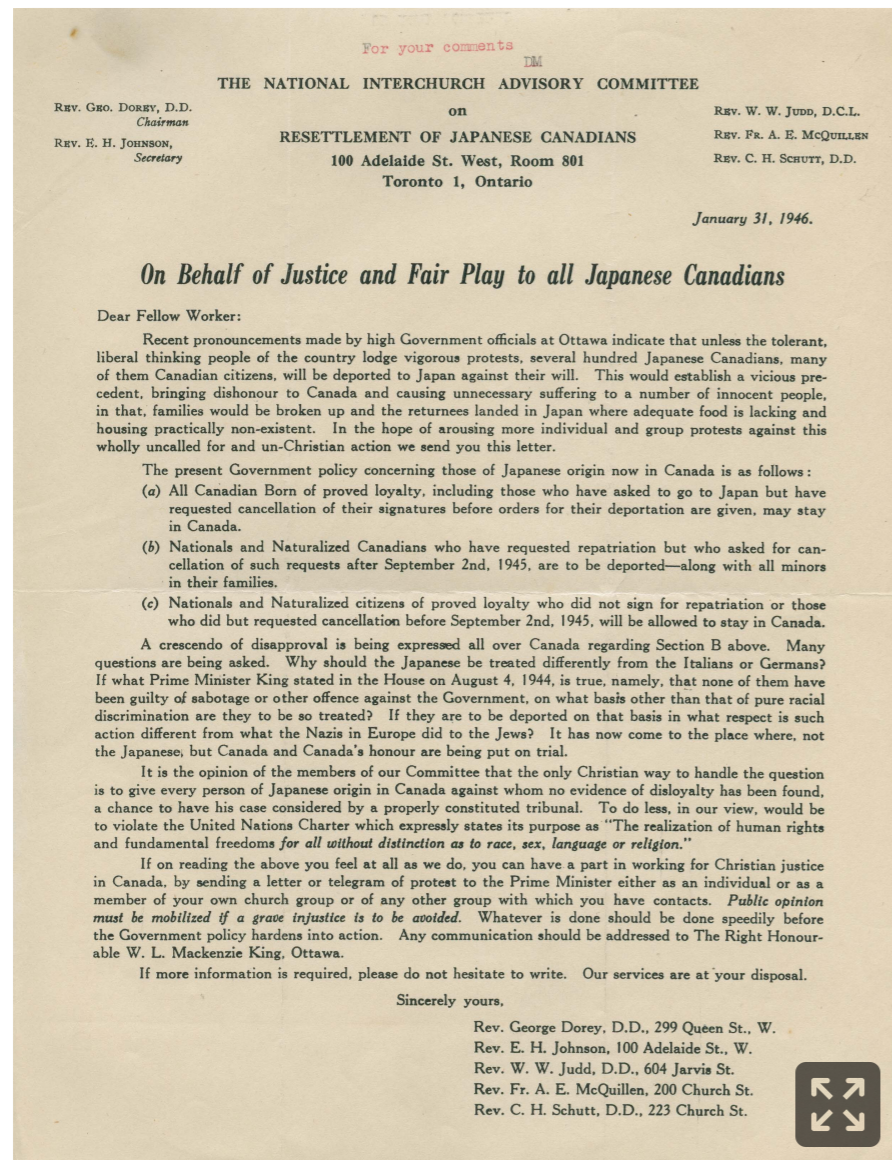 For your comments
DM
THE NATIONAL INTERCHURCH ADVISORY COMMITTEE
on
RESETTLEMENT OF JAPANESE CANADIANS
100 Adelaide St. West, Room 801
Toronto 1, Ontario
REV. GEO. DOREY, D.D.
Chairman
REV. E. H. JOHNSON,
Secretary
REV. W. W. JUDD, D.C.L.
REV. FR. A. E. MCQUILLEN
REV. C. H. SCHUTT, D.D.
January 31, 1946.
On Behalf of Justice and Fair Play to all Japanese Canadians
Dear Fellow Worker:
Recent pronouncements made by high Government officials at Ottawa indicate that unless the tolerant,
liberal thinking people of the country lodge vigorous protests, several hundred Japanese Canadians, many
of them Canadian citizens, will be deported to Japan against their will. This would establish a vicious pre-
cedent, bringing dishonour to Canada and causing unnecessary suffering to a number of innocent people,
in that, families would be broken up and the returnees landed in Japan where adequate food is lacking and
housing practically non-existent. In the hope of arousing more individual and group protests against this
wholly uncalled for and un-Christian action we send you this letter.
The present Government policy concerning those of Japanese origin now in Canada is as follows:
(a) All Canadian Born of proved loyalty, including those who have asked to go to Japan but have
requested cancellation of their signatures before orders for their deportation are given, may stay
in Canada.
(b) Nationals and Naturalized Canadians who have requested repatriation but who asked for can-
cellation of such requests after September 2nd, 1945, are to be deported—along with all minors
in their families.
(c) Nationals and Naturalized citizens of proved loyalty who did not sign for repatriation or those
who did but requested cancellation before September 2nd, 1945, will be allowed to stay in Canada.
A crescendo of disapproval is being expressed all over Canada regarding Section B above. Many
questions are being asked. Why should the Japanese be treated differently from the Italians or Germans?
If what Prime Minister King stated in the House on August 4, 1944, is true, namely, that none of them have
been guilty of sabotage or other offence against the Government, on what basis other than that of pure racial
discrimination are they to be so treated? If they are to be deported on that basis in what respect is such
action different from what the Nazis in Europe did to the Jews? It has now come to the place where, not
the Japanese, but Canada and Canada's honour are being put on trial.
It is the opinion of the members of our Committee that the only Christian way to handle the question
is to give every person of Japanese origin in Canada against whom no evidence of disloyalty has been found,
a chance to have his case considered by a properly constituted tribunal. To do less, in our view, would be
to violate the United Nations Charter which expressly states its purpose as "The realization of human rights
and fundamental freedoms for all without distinction as to race, sex, language or religion."
If on reading the above you feel at all as we do, you can have a part in working for Christian justice
in Canada, by sending a letter or telegram of protest to the Prime Minister either as an individual or as a
member of your own church group or of any other group with which you have contacts. Public opinion
must be mobilized if a grave injustice is to be avoided. Whatever is done should be done speedily before
the Government policy hardens into action. Any communication should be addressed to The Right Honour-
able W. L. Mackenzie King, Ottawa.
If more information is required, please do not hesitate to write. Our services are at your disposal.
Sincerely yours,
Rev. George Dorey, D.D., 299 Queen St., W.
Rev. E. H. Johnson, 100 Adelaide St., W.
Rev. W. W. Judd, D.D., 604 Jarvis St.
Rev. Fr. A. E. McQuillen, 200 Church St.
Rev. C. H. Schutt, D.D., 223 Church St.